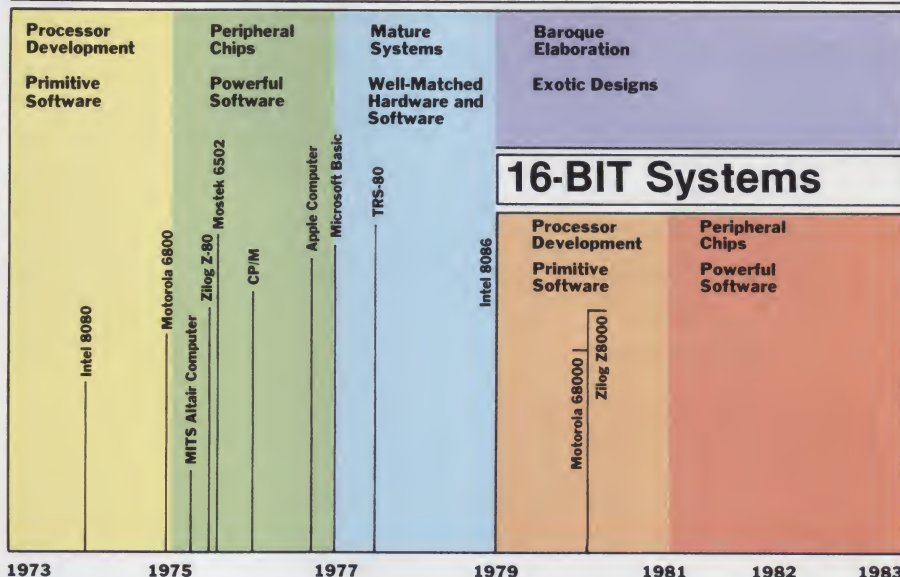 Processor
Development
Primitive
Software
Peripheral
Chips
Powerful
Software
Mature
Systems
Well-Matched
Hardware and
Software
Baroque
Elaboration
Exotic Designs
16-BIT Systems
Processor
Development
Primitive
Software
Peripheral
Chips
Powerful
Software
Intel 8080
Motorola 6800
MITS Altair Computer
Zilog Z-80
Mostek 6502
CP/M
Apple Computer
Microsoft Basic
TRS-80
Intel 8086
Motorola 68000
Zilog Z8000
1973
1975
1977
1979
1981
1982
1983